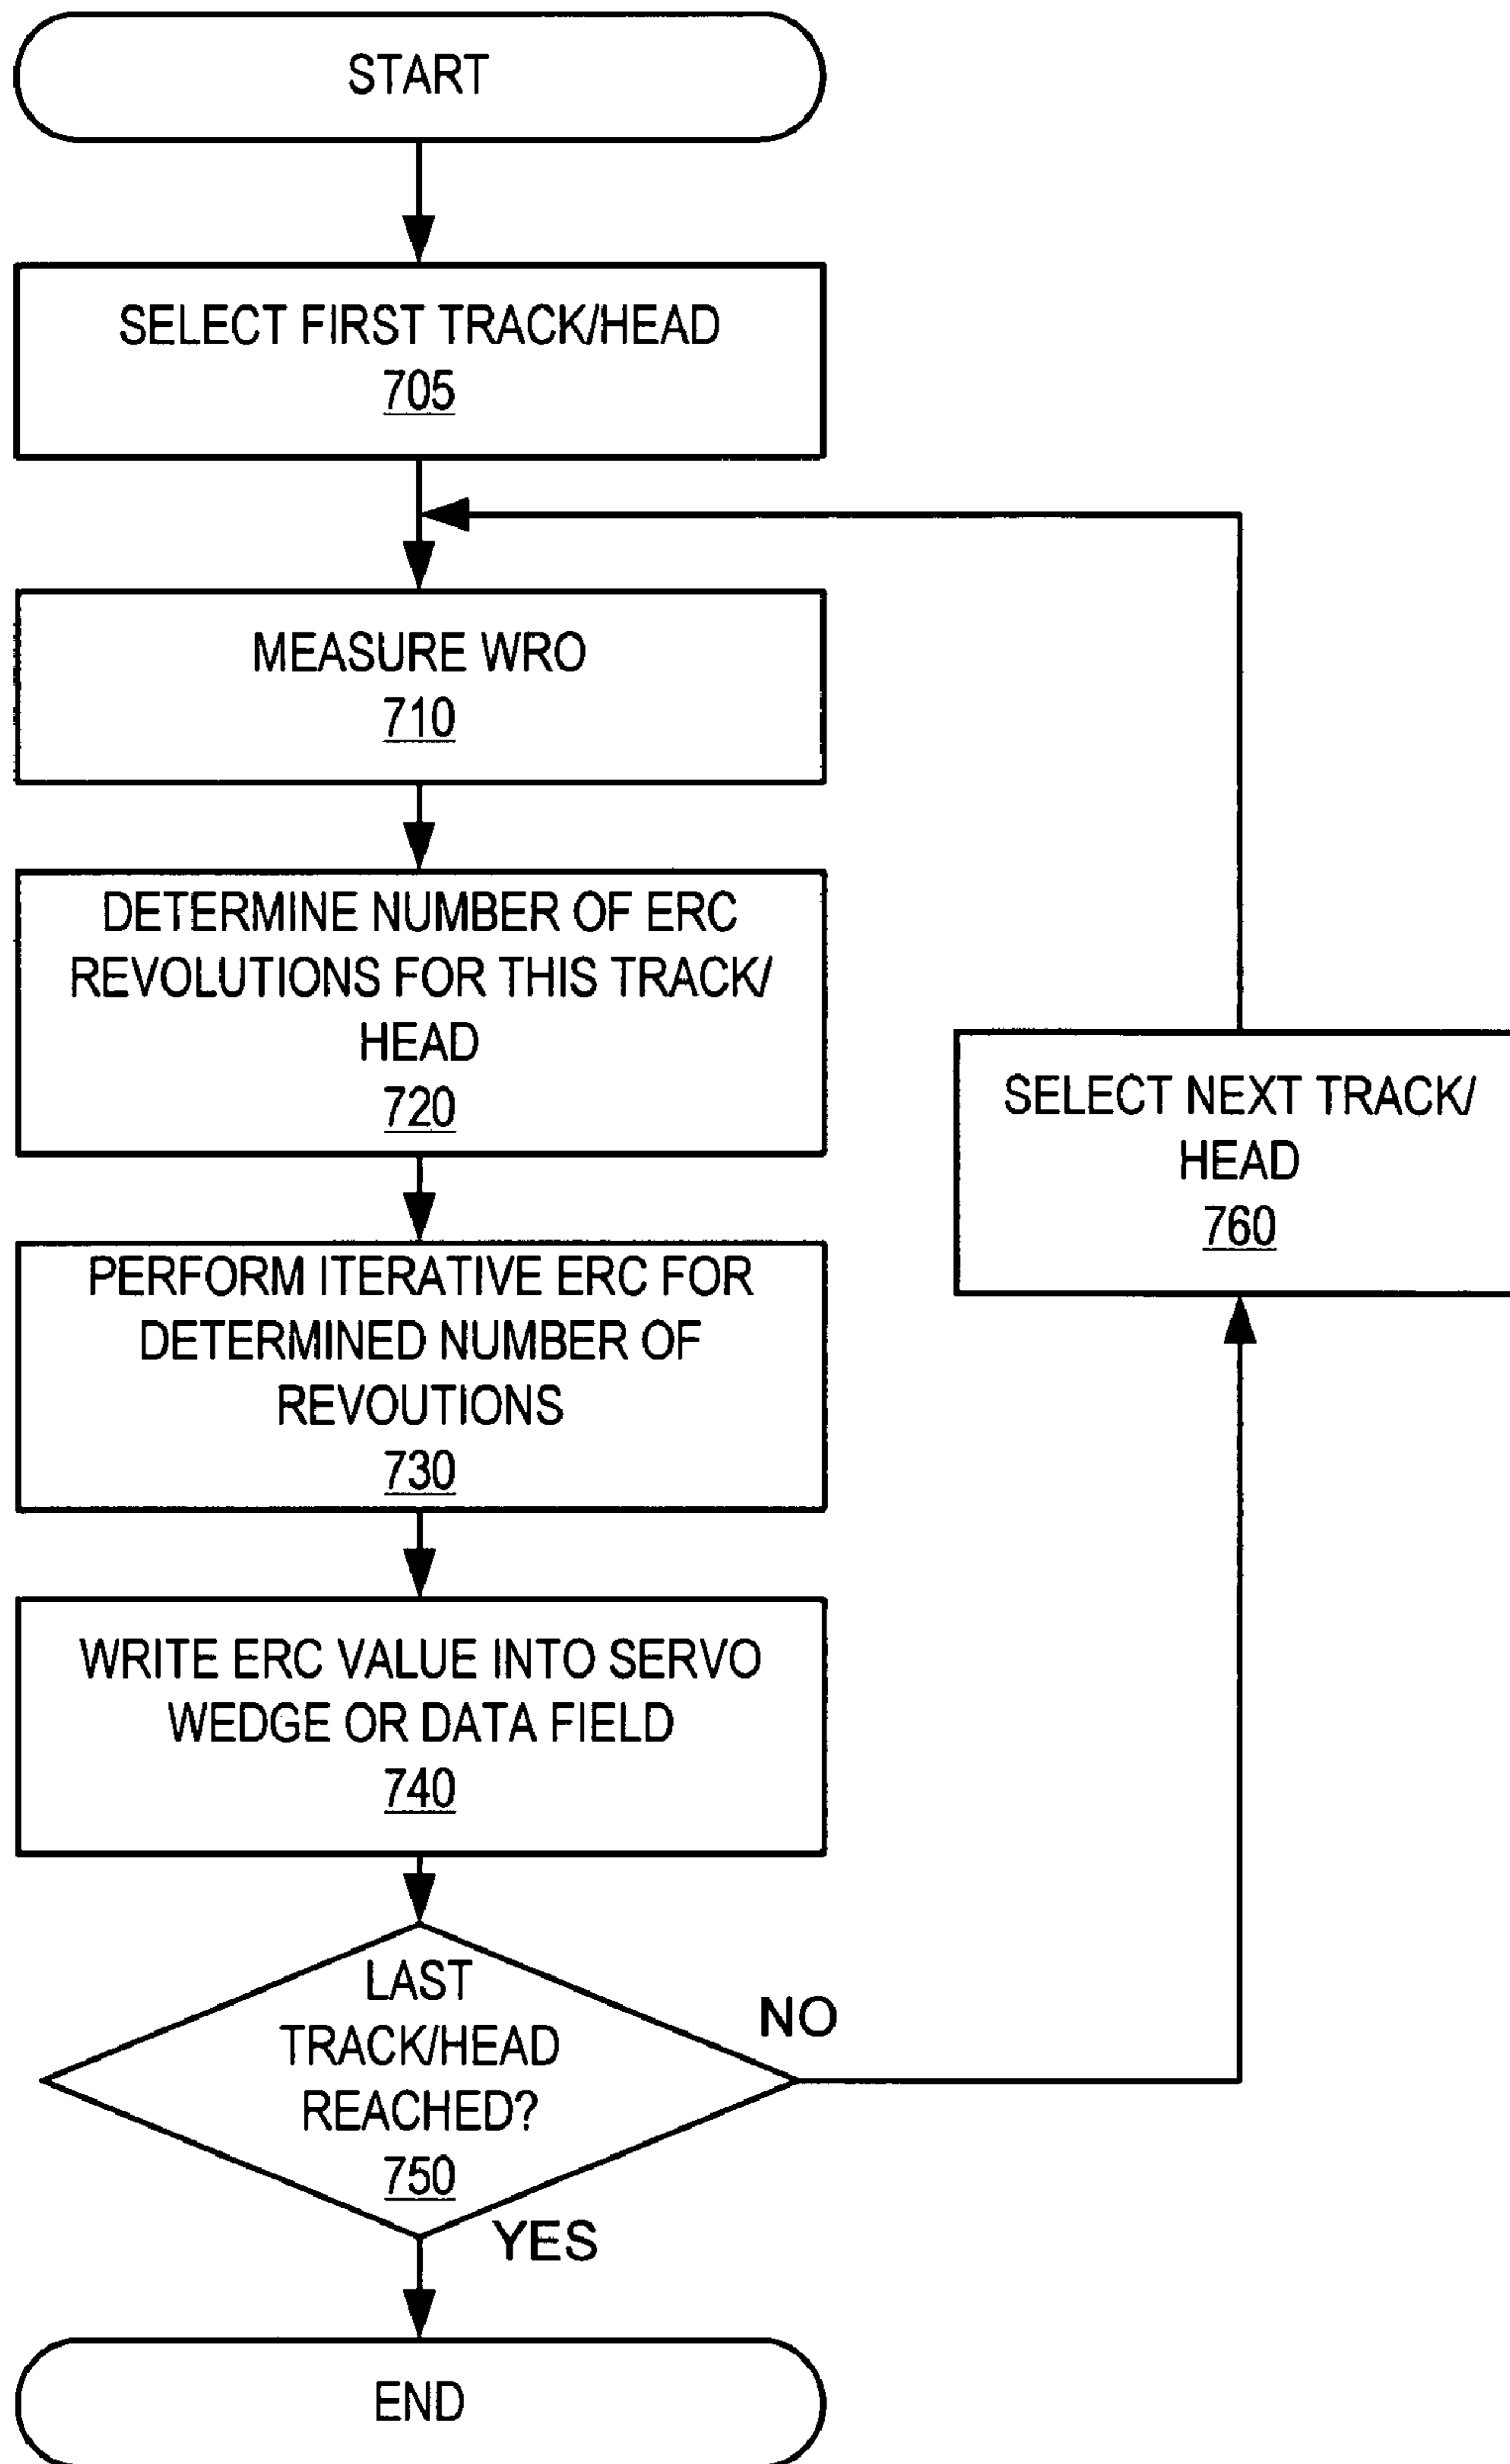 START
SELECT FIRST TRACK/HEAD
705
MEASURE WRO
710
DETERMINE NUMBER OF ERC
REVOLUTIONS FOR THIS TRACK/
HEAD
720
SELECT NEXT TRACK/
HEAD
760
PERFORM ITERATIVE ERC FOR
DETERMINED NUMBER OF
REVOUTIONS
730
WRITE ERC VALUE INTO SERVO
WEDGE OR DATA FIELD
740
LAST
TRACK/HEAD
REACHED?
750
NO
YES
END